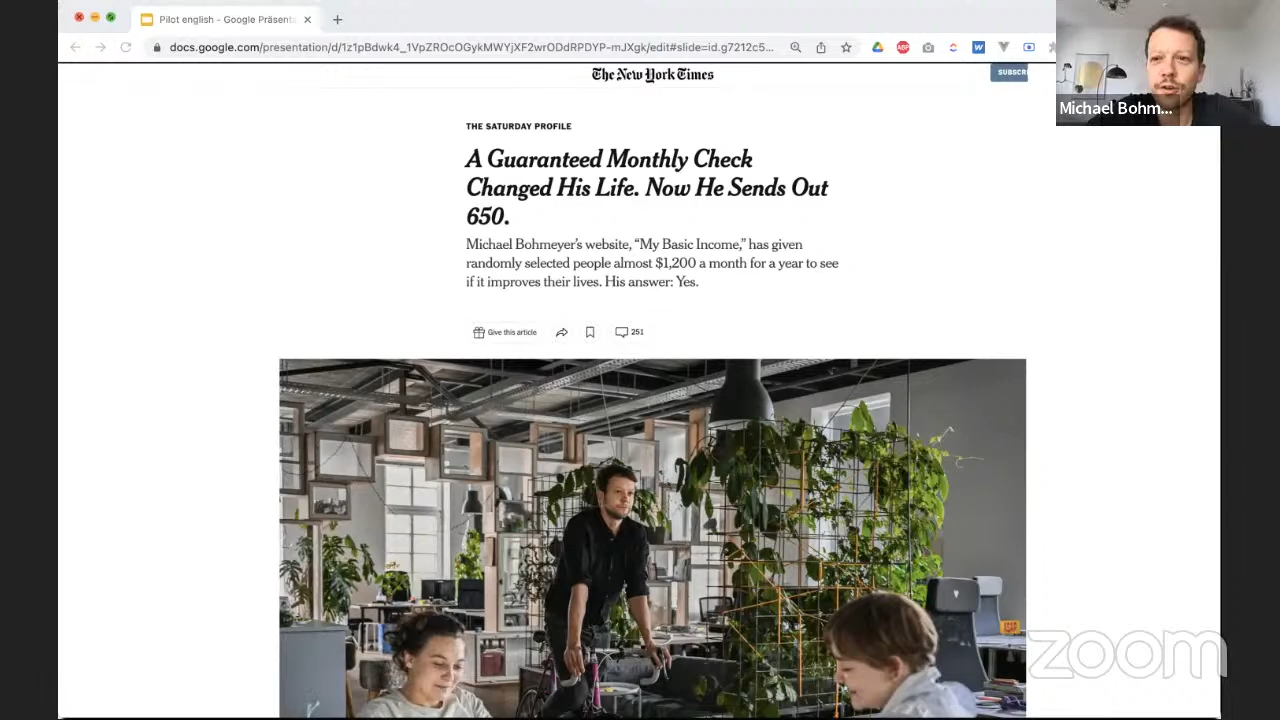 Pilot english - Google Präsenta
docs.google.com/presentation/d/1z1pBdwk4_1VpZROcOGykMWYjXF2wrODdRPDYP-mJXgk/edit#slide=id.g7212c5...
ABP
W
The New York Times
SUBSCRI
Michael Bohm...
THE SATURDAY PROFILE
A Guaranteed Monthly Check
Changed His Life. Now He Sends Out
650.
Michael Bohmeyer’s website, “My Basic Income,” has given
randomly selected people almost $1,200 a month for a year to see
if it improves their lives. His answer: Yes.
Give this article
251
ASAP
zoom